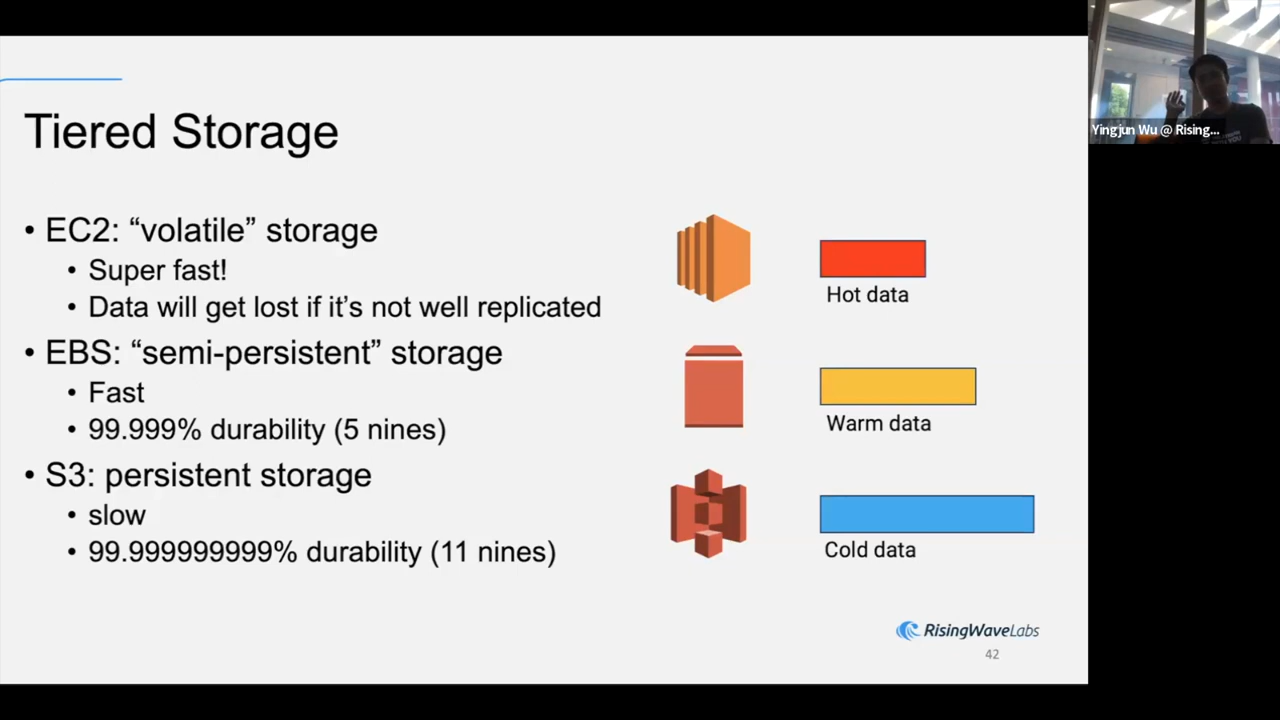 Tiered Storage
• EC2: “volatile” storage
• Super fast!
• Data will get lost if it’s not well replicated
• EBS: “semi-persistent” storage
• Fast
• 99.999% durability (5 nines)
• S3: persistent storage
• slow
• 99.999999999% durability (11 nines)
Hot data
Warm data
Cold data
RisingWaveLabs
42
Yingjun Wu @ Rising...